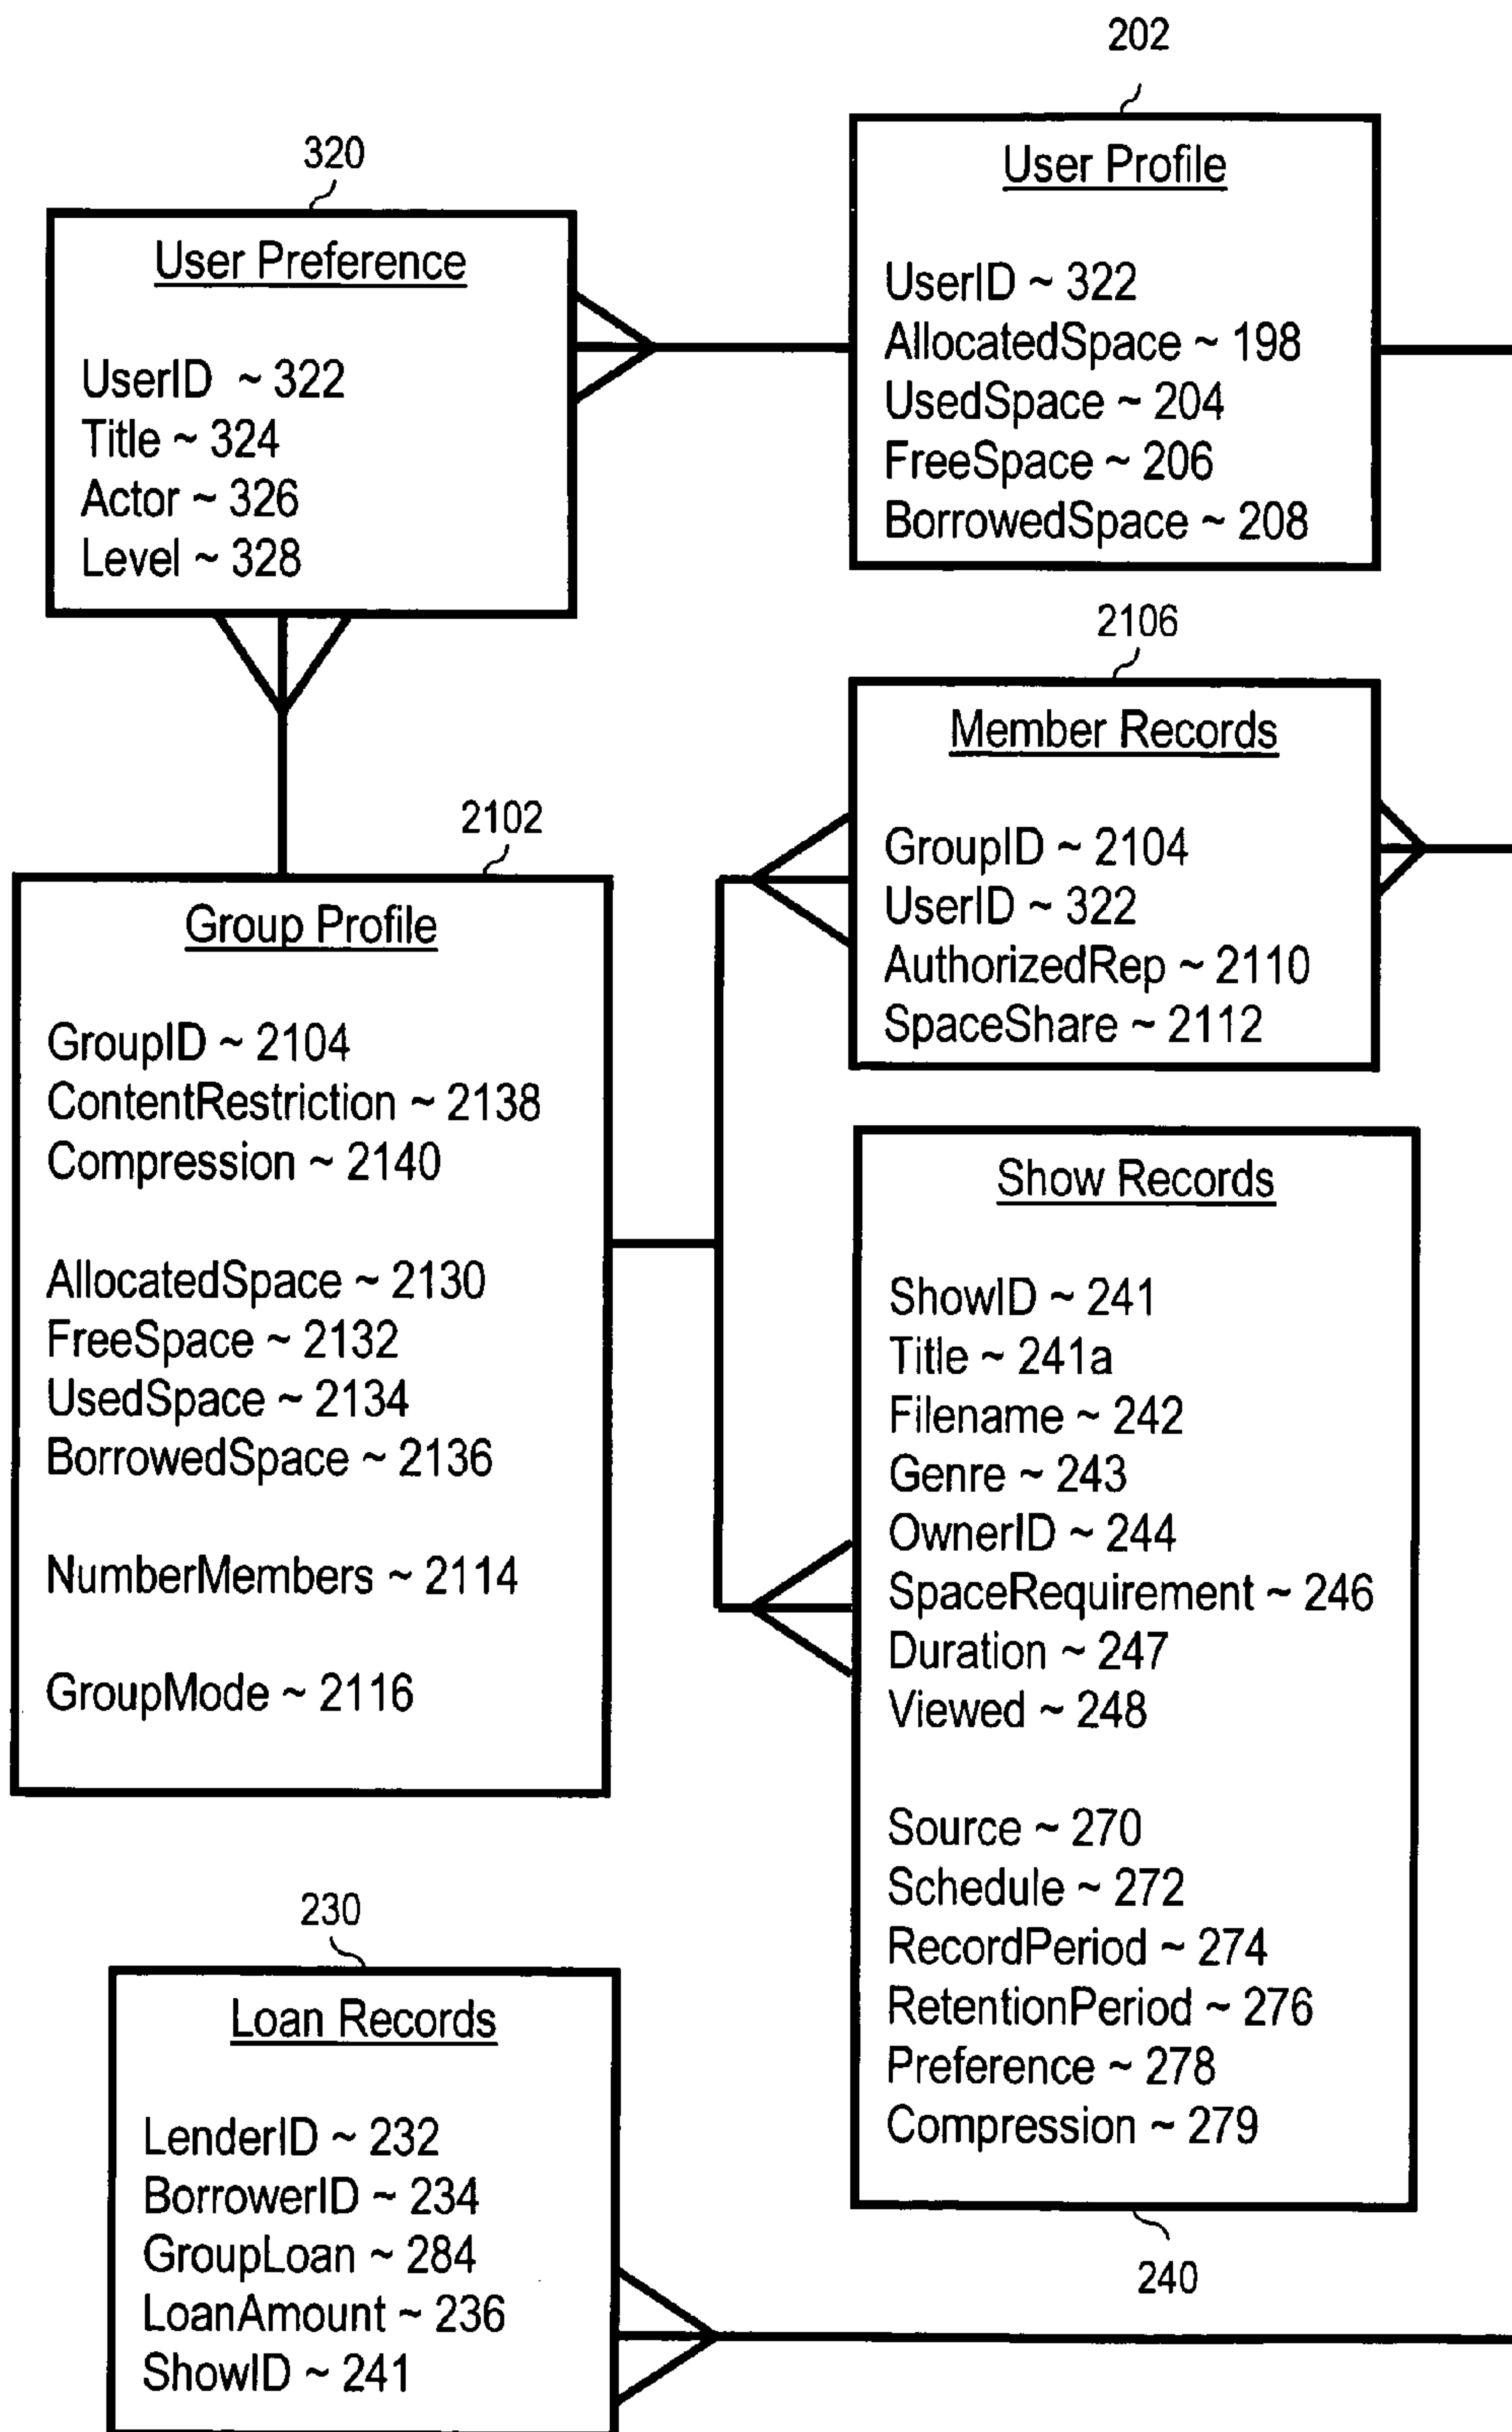 202
User Profile
UserID ~ 322
AllocatedSpace ~ 198
UsedSpace ~ 204
FreeSpace ~ 206
BorrowedSpace ~ 208
320
User Preference
UserID ~ 322
Title ~ 324
Actor ~ 326
Level ~ 328
2106
Member Records
GroupID ~ 2104
UserID ~ 322
AuthorizedRep ~ 2110
SpaceShare ~ 2112
2102
Group Profile
GroupID ~ 2104
ContentRestriction ~ 2138
Compression ~ 2140
AllocatedSpace ~ 2130
FreeSpace ~ 2132
UsedSpace ~ 2134
BorrowedSpace ~ 2136
NumberMembers ~ 2114
GroupMode ~ 2116
Show Records
ShowID ~ 241
Title ~ 241a
Filename ~ 242
Genre ~ 243
OwnerID ~ 244
SpaceRequirement ~ 246
Duration ~ 247
Viewed ~ 248
Source ~ 270
Schedule ~ 272
RecordPeriod ~ 274
RetentionPeriod ~ 276
Preference ~ 278
Compression ~ 279
240
230
Loan Records
LenderID ~ 232
BorrowerID ~ 234
GroupLoan ~ 284
LoanAmount ~ 236
ShowID ~ 241